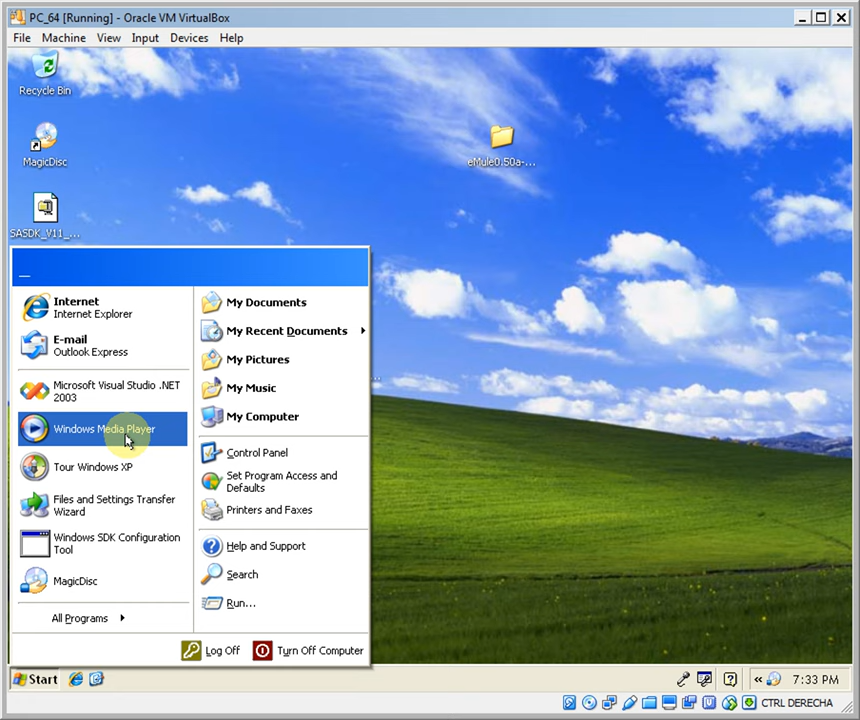 PC_64 [Running] - Oracle VM VirtualBox
File Machine View Input Devices Help
Recycle Bin
MagicDisc
eMule0.50a-...
SASDK_V11_...
Internet
Internet Explorer
E-mail
Outlook Express
Microsoft Visual Studio .NET
2003
Windows Media Player
Tour Windows XP
Files and Settings Transfer
Wizard
Windows SDK Configuration
Tool
MagicDisc
All Programs
My Documents
My Recent Documents
My Pictures
My Music
My Computer
Control Panel
Set Program Access and
Defaults
Printers and Faxes
Help and Support
Search
Run...
Log Off
Turn Off Computer
Start
7:33 PM
CTRL DERECHA